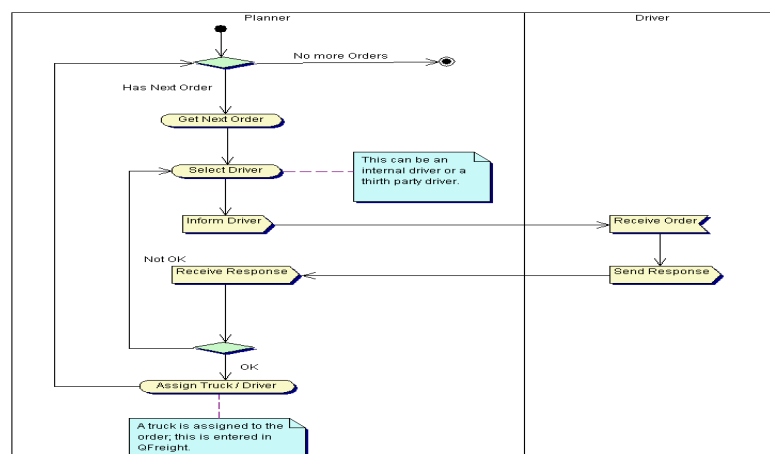 Planner
Driver
No more Orders
Has Next Order
Get Next Order
Select Driver
This can be an
internal driver or a
thirth party driver.
Inform Driver
Receive Order
Not OK
Receive Response
Send Response
OK
Assign Truck / Driver
A truck is assigned to the
order; this is entered in
QFreight.